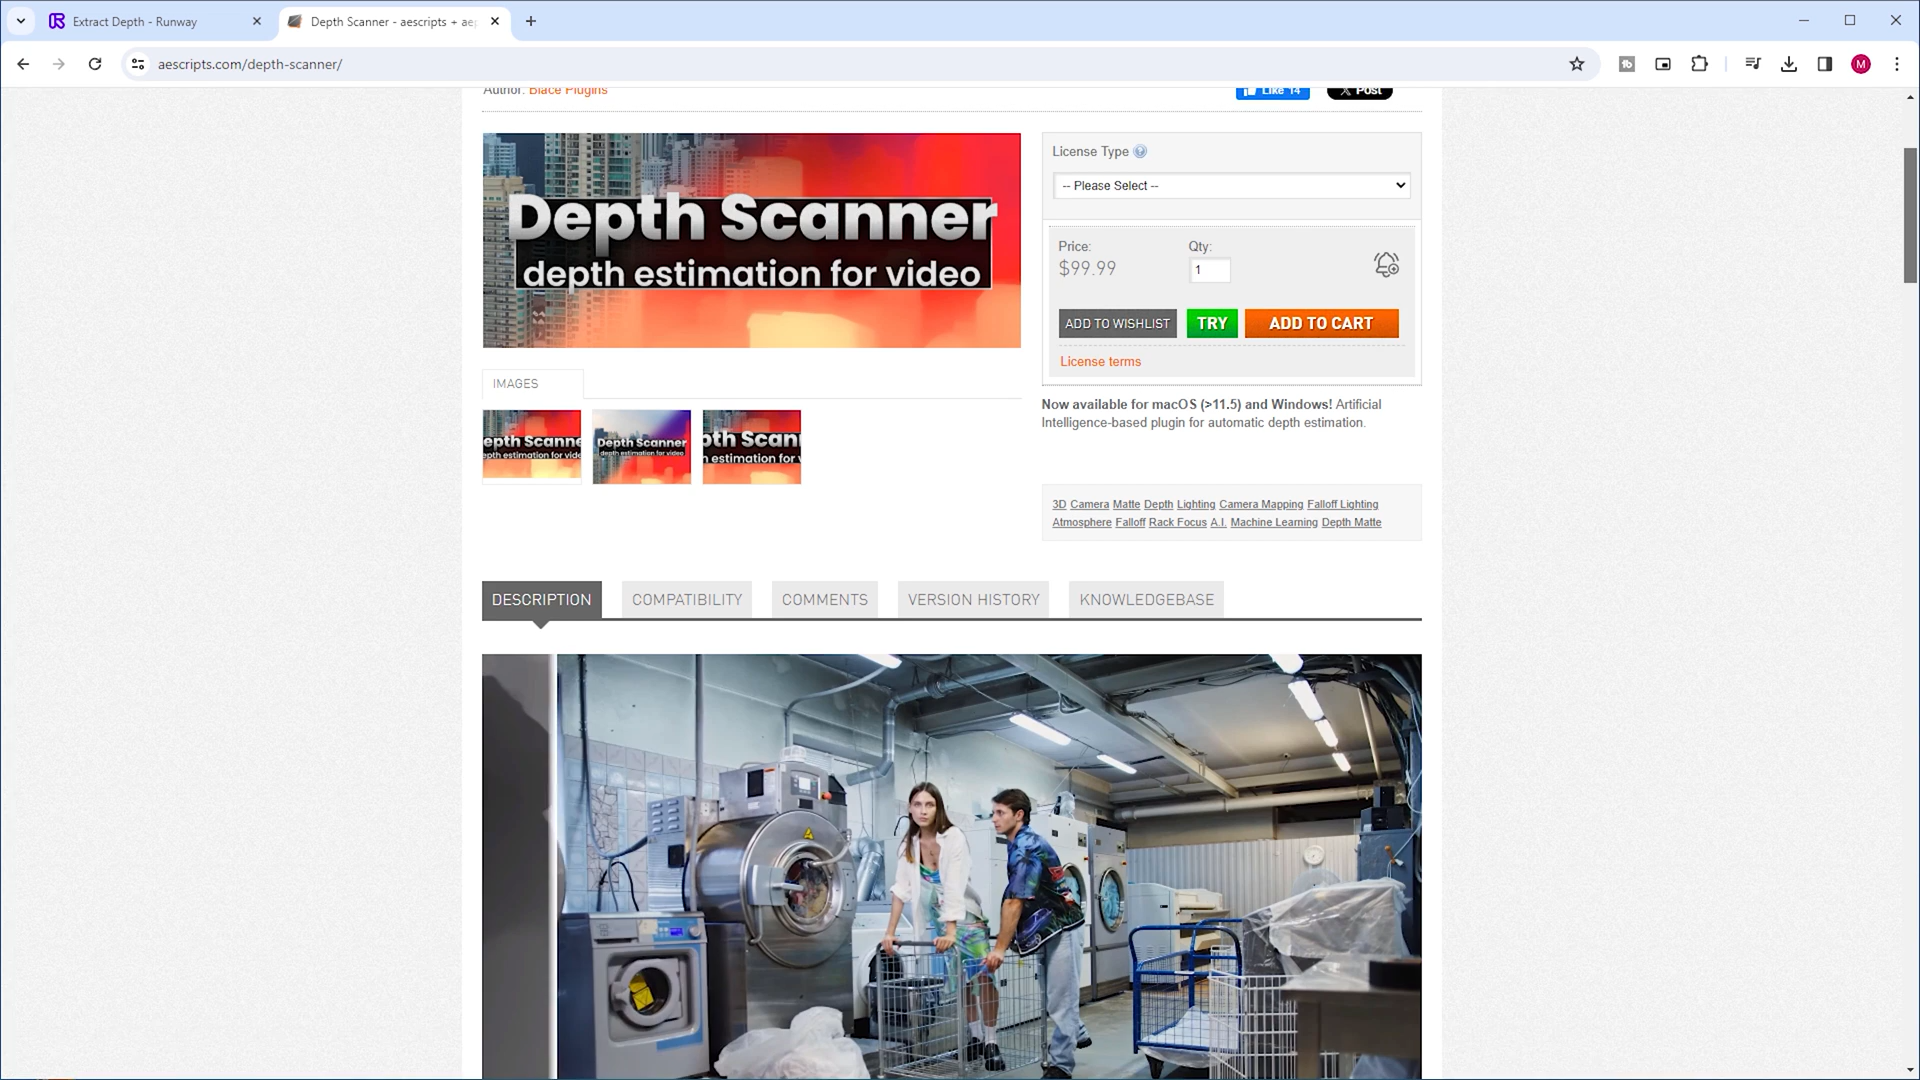 Extract Depth - Runway
Depth Scanner - aescripts + aep
aescripts.com/depth-scanner/
M
Author: Blace Plugins
Like 14
X Post
Depth Scanner
depth estimation for video
License Type ?
-- Please Select --
Price:
Qty:
$99.99
1
ADD TO WISHLIST
TRY
ADD TO CART
License terms
IMAGES
Now available for macOS (>11.5) and Windows! Artificial
Intelligence-based plugin for automatic depth estimation.
epth Scanne
epth estimation for vide
Depth Scanner
depth estimation for video
pth Scan
h estimation for v
3D Camera Matte Depth Lighting Camera Mapping Falloff Lighting
Atmosphere Falloff Rack Focus A.I. Machine Learning Depth Matte
DESCRIPTION
COMPATIBILITY
COMMENTS
VERSION HISTORY
KNOWLEDGEBASE